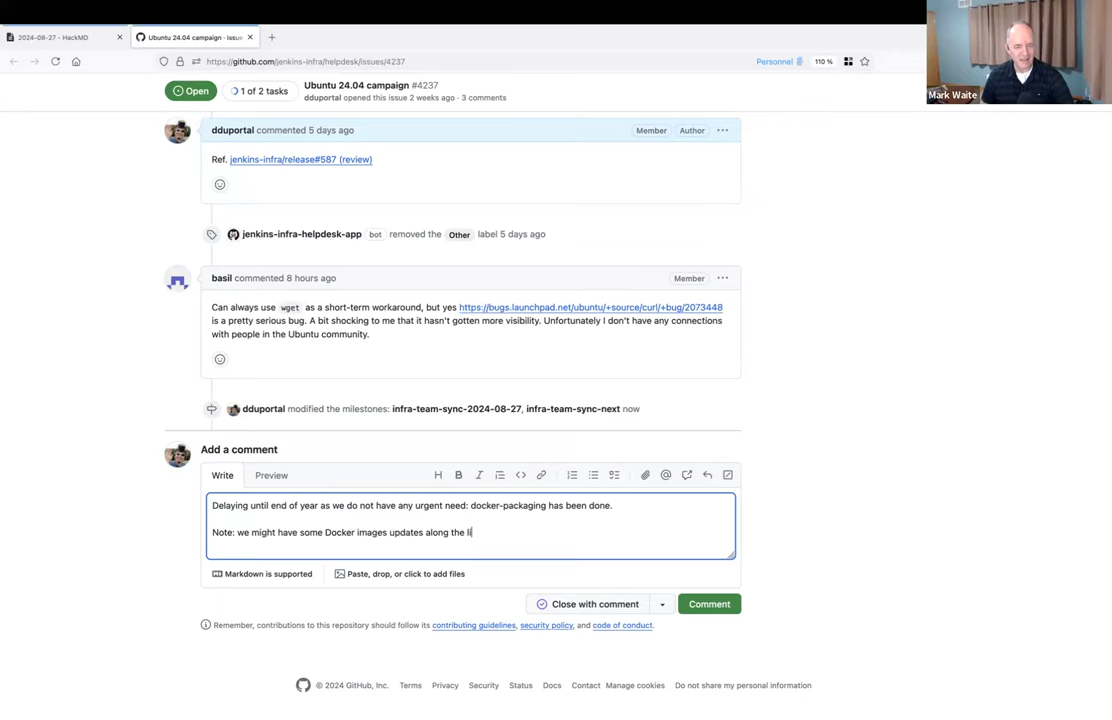 2024-08-27 - HackMD
Ubuntu 24.04 campaign · Issue
https://github.com/jenkins-infra/helpdesk/issues/4237
Personnel
110 %
Mark Waite
Open
1 of 2 tasks
Ubuntu 24.04 campaign #4237
dduportal opened this issue 2 weeks ago · 3 comments
dduportal commented 5 days ago
Member
Author
Ref. jenkins-infra/release#587 (review)
jenkins-infra-helpdesk-app bot removed the Other label 5 days ago
basil commented 8 hours ago
Member
Can always use wget as a short-term workaround, but yes https://bugs.launchpad.net/ubuntu/+source/curl/+bug/2073448
is a pretty serious bug. A bit shocking to me that it hasn't gotten more visibility. Unfortunately I don't have any connections
with people in the Ubuntu community.
dduportal modified the milestones: infra-team-sync-2024-08-27, infra-team-sync-next now
Add a comment
Write
Preview
Delaying until end of year as we do not have any urgent need: docker-packaging has been done.
Note: we might have some Docker images updates along the li
Markdown is supported
Paste, drop, or click to add files
Close with comment
Comment
Remember, contributions to this repository should follow its contributing guidelines, security policy, and code of conduct.
© 2024 GitHub, Inc. Terms Privacy Security Status Docs Contact Manage cookies Do not share my personal information